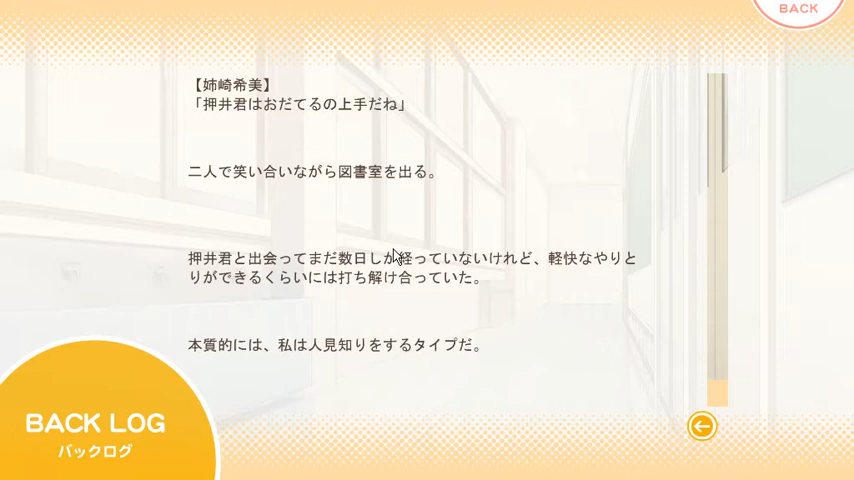 BACK
【姉崎希美】
「押井君はおだてるの上手だね」
二人で笑い合いながら図書室を出る。
押井君と出会ってまだ数日しか経っていないけれど、軽快なやりと
りができるくらいには打ち解け合っていた。
本質的には、私は人見知りをするタイプだ。
BACK LOG
バックログ